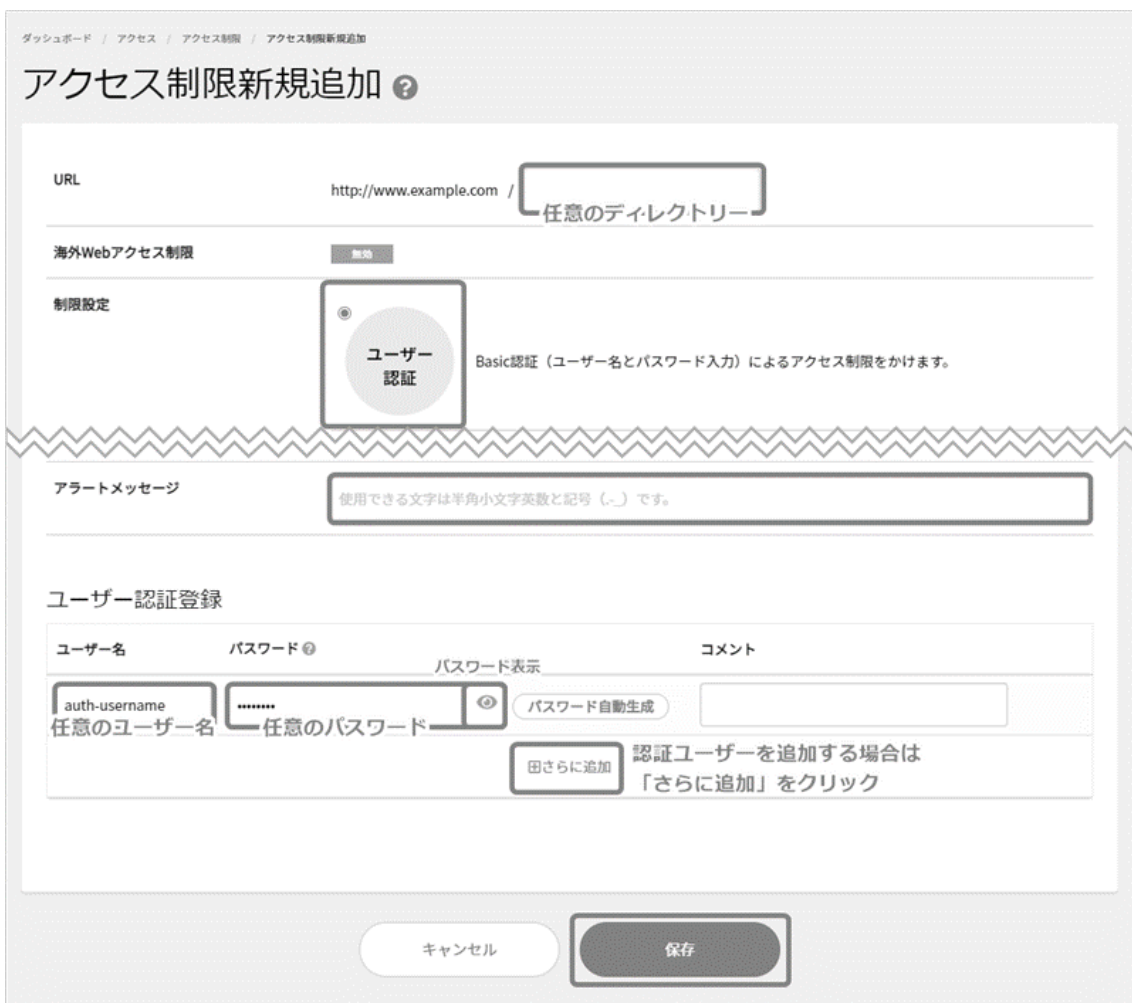 ダッシュボード / アクセス / アクセス制限 / アクセス制限新規追加
アクセス制限新規追加 ?
URL
http://www.example.com /
任意のディレクトリー
海外Webアクセス制限
無効
制限設定
ユーザー
認証
Basic認証（ユーザー名とパスワード入力）によるアクセス制限をかけます。
アラートメッセージ
使用できる文字は半角小文字英数と記号（.-_）です。
ユーザー認証登録
ユーザー名 パスワード ? コメント
パスワード表示
auth-username •••••••• パスワード自動生成
任意のユーザー名 任意のパスワード
さらに追加
認証ユーザーを追加する場合は
「さらに追加」をクリック
キャンセル 保存